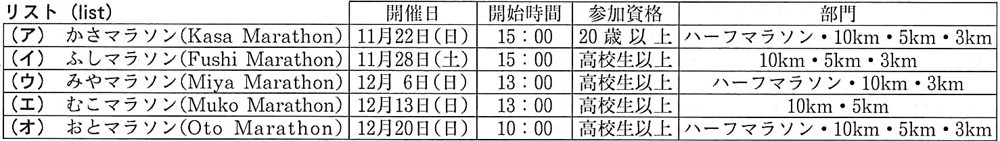 リスト (list) 開催日 開始時間 参加資格 部門
(ア) かさマラソン(Kasa Marathon) 11月22日(日) 15：00 20歳以上 ハーフマラソン・10km・5km・3km
(イ) ふしマラソン(Fushi Marathon) 11月28日(土) 15：00 高校生以上 10km・5km・3km
(ウ) みやマラソン(Miya Marathon) 12月 6日(日) 13：00 高校生以上 ハーフマラソン・10km・3km
(エ) むこマラソン(Muko Marathon) 12月13日(日) 13：00 高校生以上 10km・5km
(オ) おとマラソン(Oto Marathon) 12月20日(日) 10：00 高校生以上 ハーフマラソン・10km・5km・3km